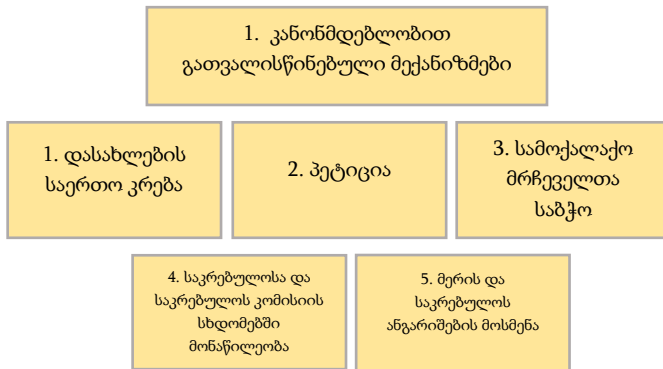 1. კანონმდებლობით
გათვალისწინებული მექანიზმები
1. დასახლების
საერთო კრება
2. პეტიცია
3. სამოქალაქო
მრჩეველთა
საბჭო
4. საკრებულოსა და
საკრებულოს კომისიის
სხდომებში
მონაწილეობა
5. მერის და
საკრებულოს
ანგარიშების მოსმენა